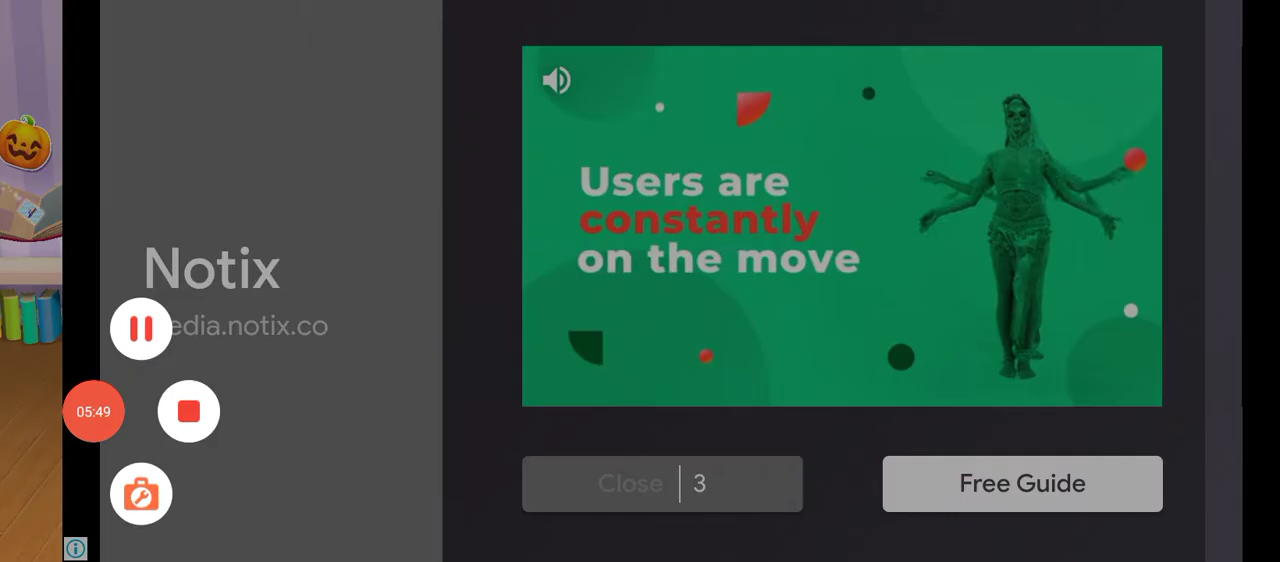 Notix
edia.notix.co
05:49
Users are
constantly
on the move
Close 3
Free Guide